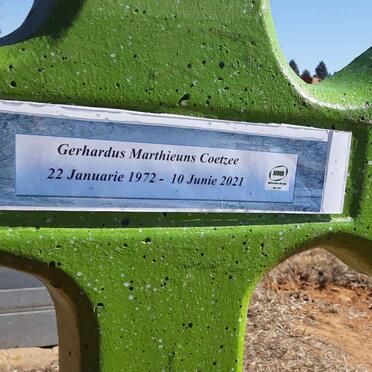 Gerhardus Marthieuns Coetzee
22 Januarie 1972 - 10 Junie 2021